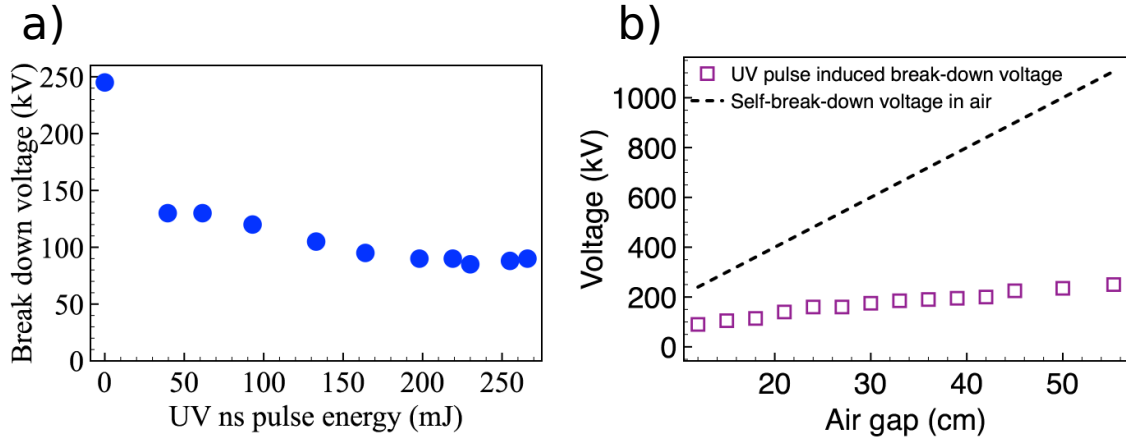 a)
Break down voltage (kV)
250
200
150
100
50
0
0 50 100 150 200 250
UV ns pulse energy (mJ)
b)
UV pulse induced break-down voltage
Self-break-down voltage in air
Voltage (kV)
1000
800
600
400
200
0
20 30 40 50
Air gap (cm)